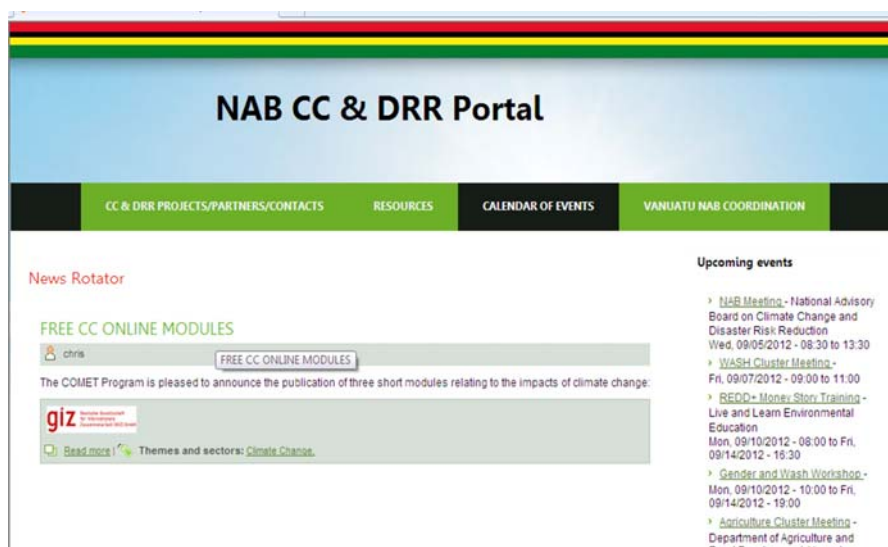 NAB CC & DRR Portal
CC & DRR PROJECTS/PARTNERS/CONTACTS
RESOURCES
CALENDAR OF EVENTS
VANUATU NAB COORDINATION
News Rotator
FREE CC ONLINE MODULES
chris
FREE CC ONLINE MODULES
The COMET Program is pleased to announce the publication of three short modules relating to the impacts of climate change:
giz
Read more | Themes and sectors: Climate Change.
Upcoming events
NAB Meeting - National Advisory
Board on Climate Change and
Disaster Risk Reduction
Wed, 09/05/2012 - 08:30 to 13:30
WASH Cluster Meeting -
Fri, 09/07/2012 - 09:00 to 11:00
REDD+ Money Story Training -
Live and Learn Environmental
Education
Mon, 09/10/2012 - 08:00 to Fri,
09/14/2012 - 16:30
Gender and Wash Workshop -
Mon, 09/10/2012 - 10:00 to Fri,
09/14/2012 - 19:00
Agriculture Cluster Meeting -
Department of Agriculture and